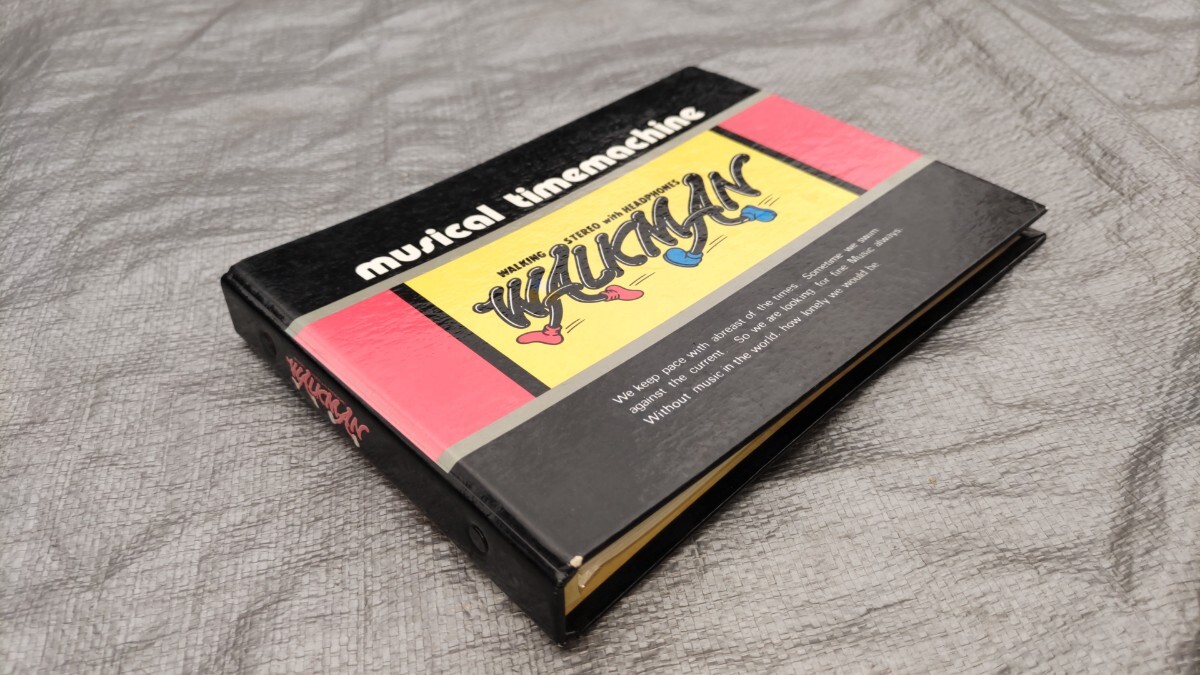 musical timemachine
WALKING STEREO with HEADPHONES
WALKMAN
We keep pace with abreast of the times. Sometime we swim
against the current. So we are looking for fine Music always.
Without music in the world, how lonely we would be
WALKMAN